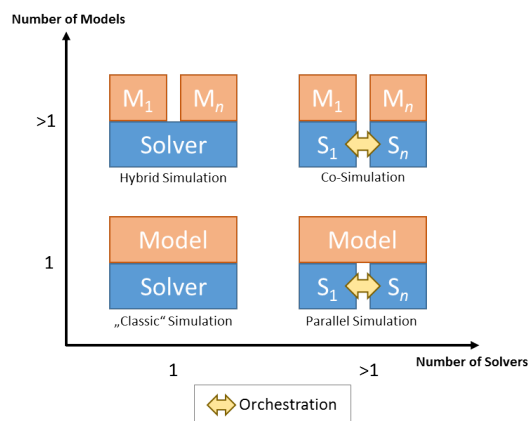 Number of Models
M1 Mn M1 Mn
>1
Solver S1 Sn
Hybrid Simulation Co-Simulation
Model Model
1
Solver S1 Sn
„Classic“ Simulation Parallel Simulation
Number of Solvers
1 >1
Orchestration